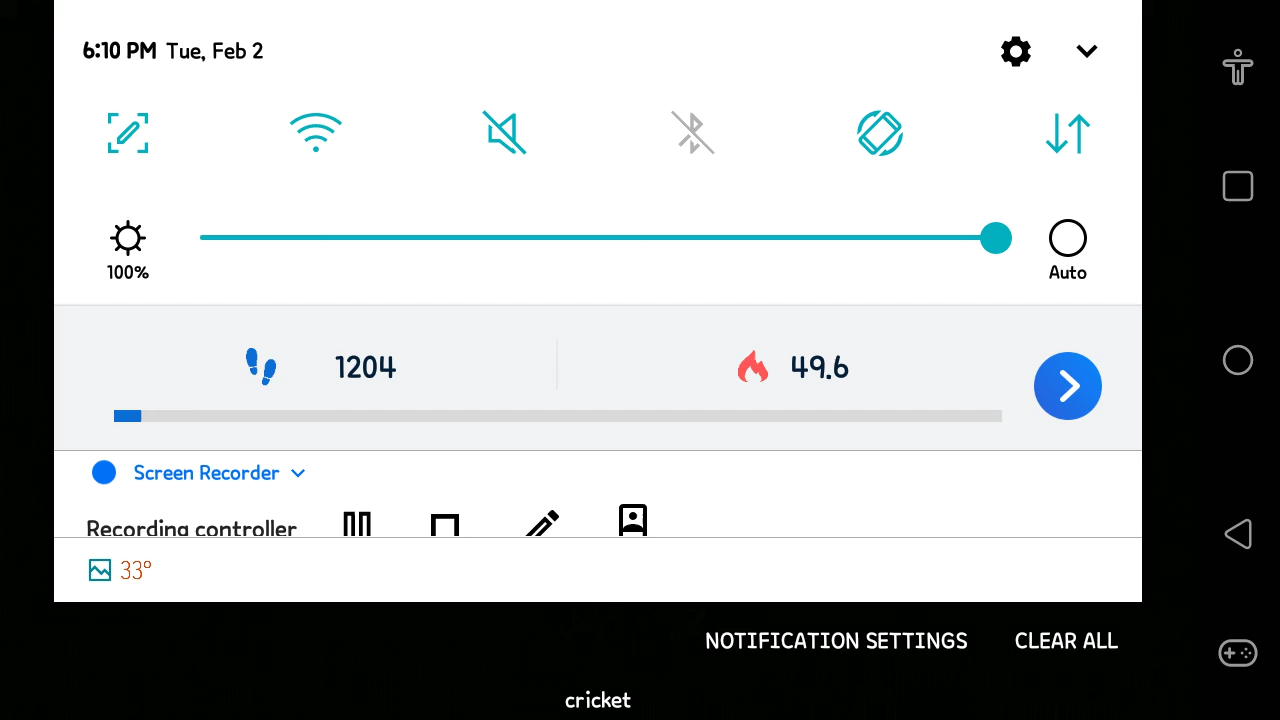 6:10 PM Tue, Feb 2
100%
Auto
1204
49.6
Screen Recorder
Recording controller
33°
NOTIFICATION SETTINGS CLEAR ALL
cricket